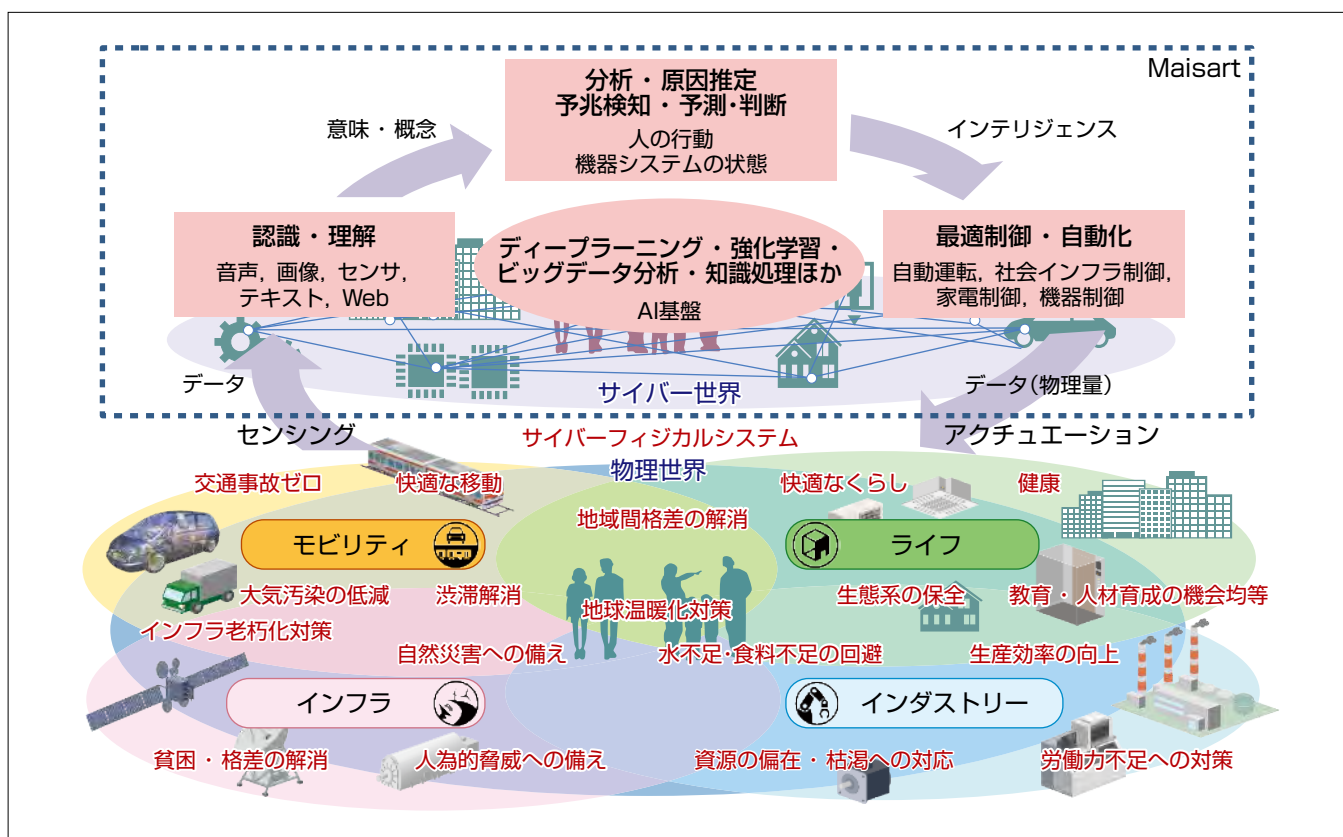 Maisart
分析・原因推定
予兆検知・予測・判断
人の行動
機器システムの状態
意味・概念
インテリジェンス
認識・理解
音声, 画像, センサ,
テキスト, Web
ディープラーニング・強化学習・
ビッグデータ分析・知識処理ほか
AI基盤
最適制御・自動化
自動運転, 社会インフラ制御,
家電制御, 機器制御
データ
サイバー世界
データ(物理量)
センシング
サイバーフィジカルシステム
アクチュエーション
物理世界
交通事故ゼロ
快適な移動
快適なくらし
健康
地域間格差の解消
モビリティ
ライフ
大気汚染の低減
渋滞解消
地球温暖化対策
生態系の保全
教育・人材育成の機会均等
インフラ老朽化対策
自然災害への備え
水不足・食料不足の回避
生産効率の向上
インフラ
インダストリー
貧困・格差の解消
人為的脅威への備え
資源の偏在・枯渇への対応
労働力不足への対策